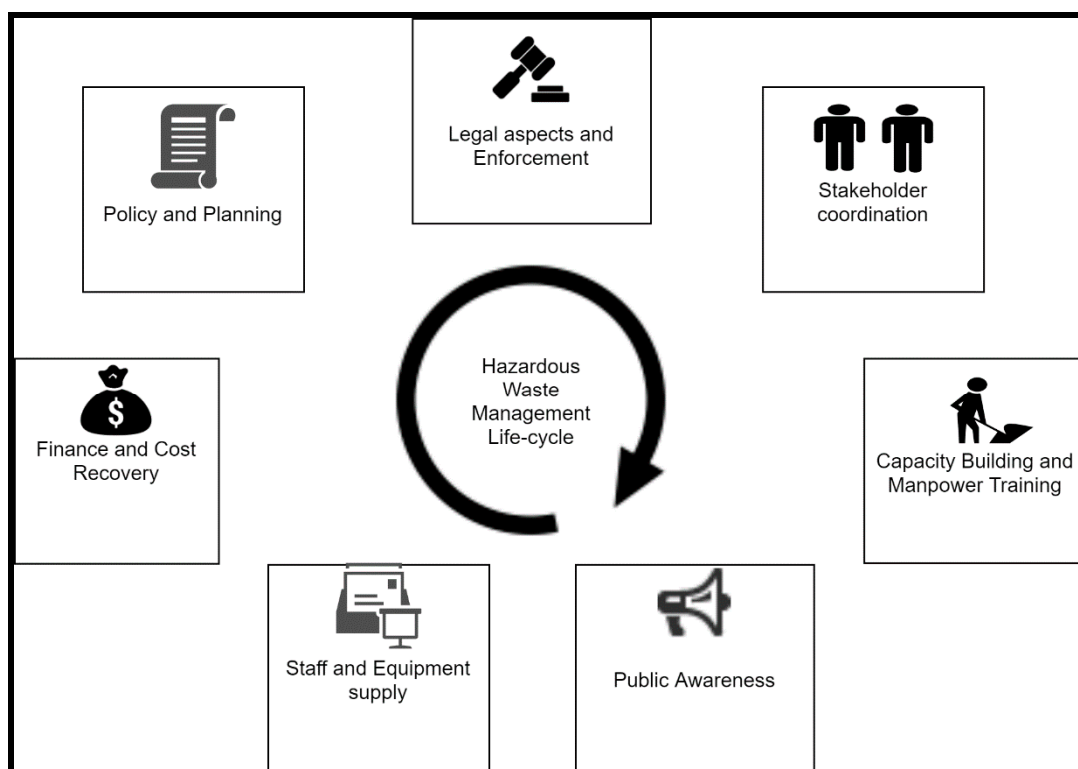 Legal aspects and
Enforcement
Policy and Planning
Stakeholder
coordination
Hazardous
Waste
Management
Life-cycle
$
Finance and Cost
Recovery
Capacity Building and
Manpower Training
Staff and Equipment
supply
Public Awareness